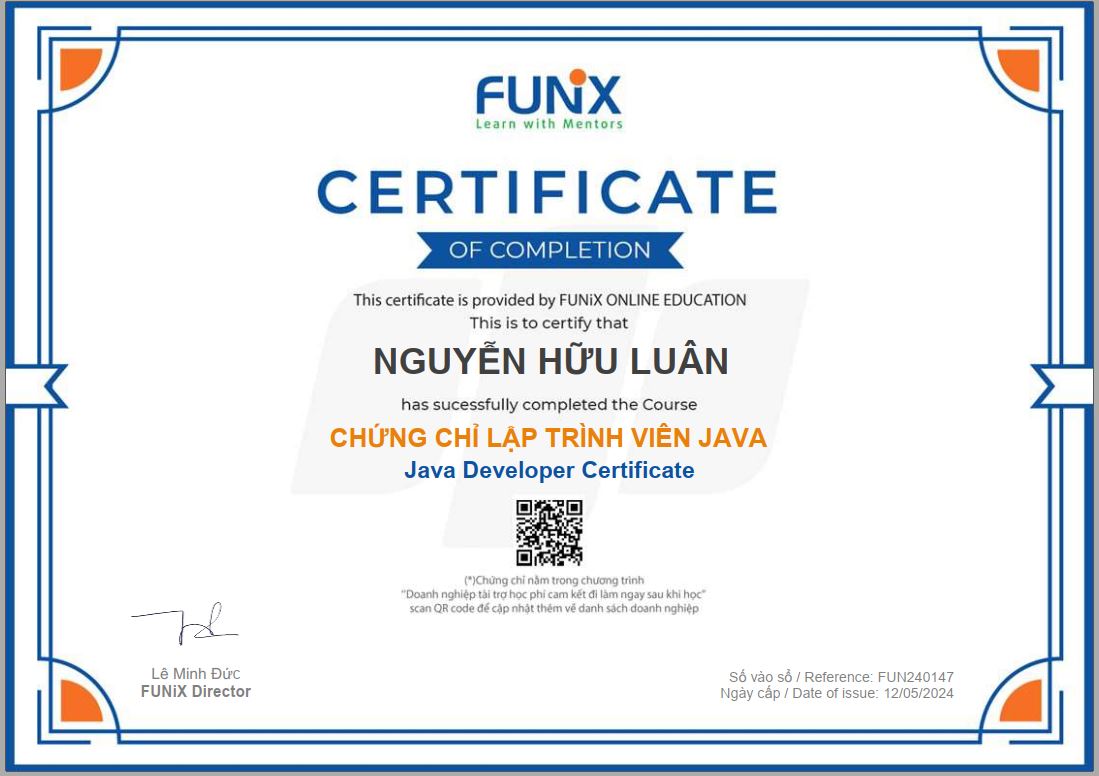 FUNiX
Learn with Mentors
CERTIFICATE
OF COMPLETION
This certificate is provided by FUNiX ONLINE EDUCATION
This is to certify that
NGUYỄN HỮU LUÂN
has sucessfully completed the Course
CHỨNG CHỈ LẬP TRÌNH VIÊN JAVA
Java Developer Certificate
(*)Chứng chỉ nằm trong chương trình
"Doanh nghiệp tài trợ học phí cam kết đi làm ngay sau khi học"
scan QR code để cập nhật thêm về danh sách doanh nghiệp
Lê Minh Đức
FUNiX Director
Số vào sổ / Reference: FUN240147
Ngày cấp / Date of issue: 12/05/2024